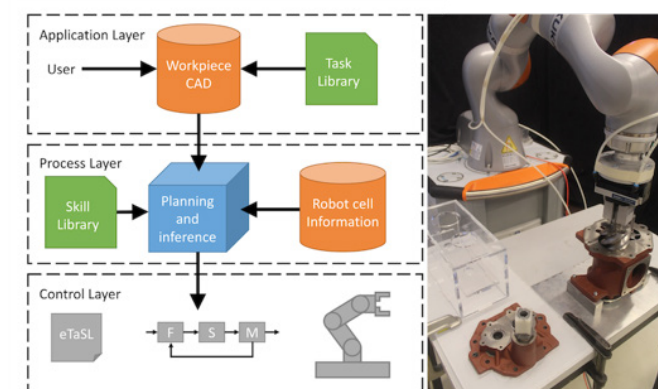 Application Layer
User
Workpiece
CAD
Task
Library
Process Layer
Skill
Library
Planning
and
inference
Robot cell
Information
Control Layer
eTaSL
F
S
M